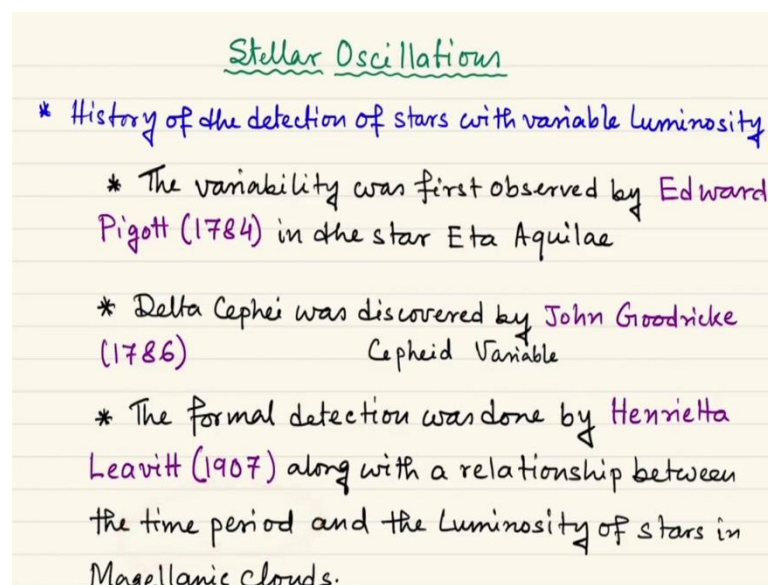 Stellar Oscillations
* History of the detection of stars with variable Luminosity
* The variability was first observed by Edward
Pigott (1784) in the star Eta Aquilae
* Delta Cephei was discovered by John Goodricke
(1786) Cepheid Variable
* The formal detection was done by Henrietta
Leavitt (1907) along with a relationship between
the time period and the Luminosity of stars in
Magellanic Clouds.